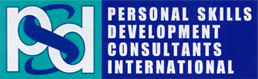 psd
PERSONAL SKILLS
DEVELOPMENT
CONSULTANTS
INTERNATIONAL